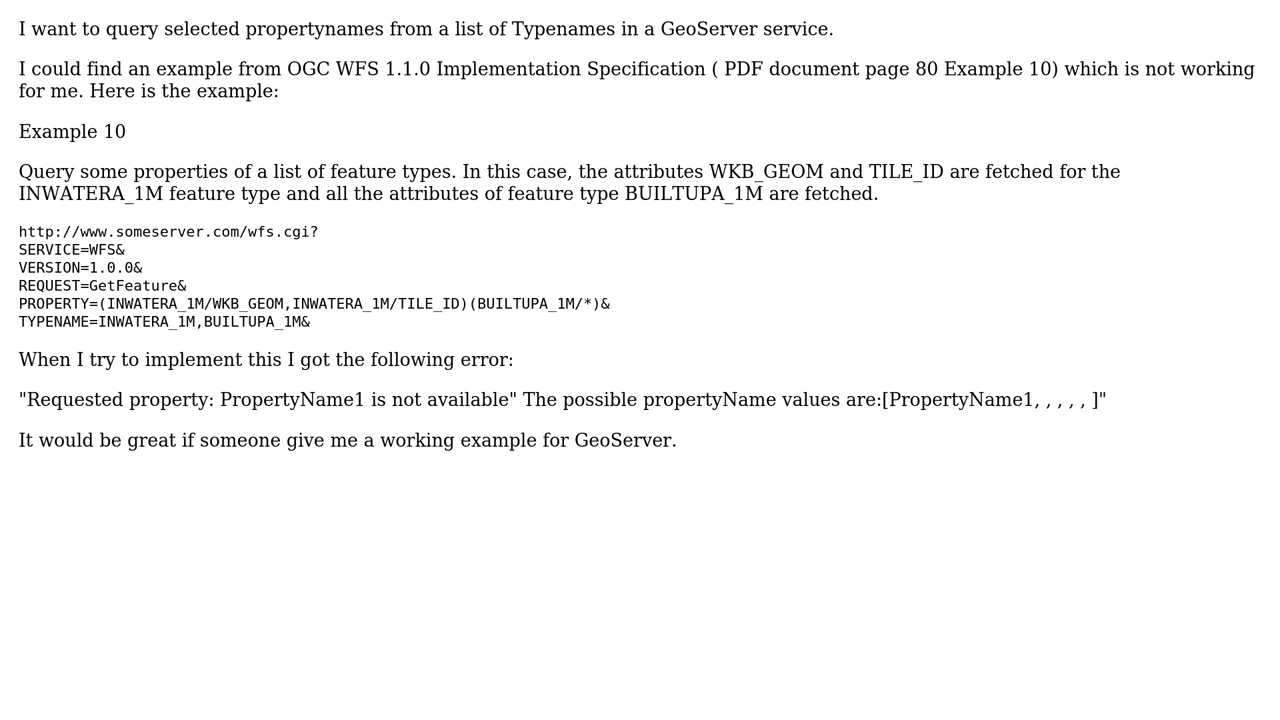 I want to query selected propertynames from a list of Typenames in a GeoServer service.
I could find an example from OGC WFS 1.1.0 Implementation Specification ( PDF document page 80 Example 10) which is not working
for me. Here is the example:
Example 10
Query some properties of a list of feature types. In this case, the attributes WKB_GEOM and TILE_ID are fetched for the
INWATERA_1M feature type and all the attributes of feature type BUILTUPA_1M are fetched.
http://www.someserver.com/wfs.cgi?
SERVICE=WFS&
VERSION=1.0.0&
REQUEST=GetFeature&
PROPERTY=(INWATERA_1M/WKB_GEOM,INWATERA_1M/TILE_ID)(BUILTUPA_1M/*)&
TYPENAME=INWATERA_1M,BUILTUPA_1M&
When I try to implement this I got the following error:
"Requested property: PropertyName1 is not available" The possible propertyName values are:[PropertyName1, , , , , ]"
It would be great if someone give me a working example for GeoServer.